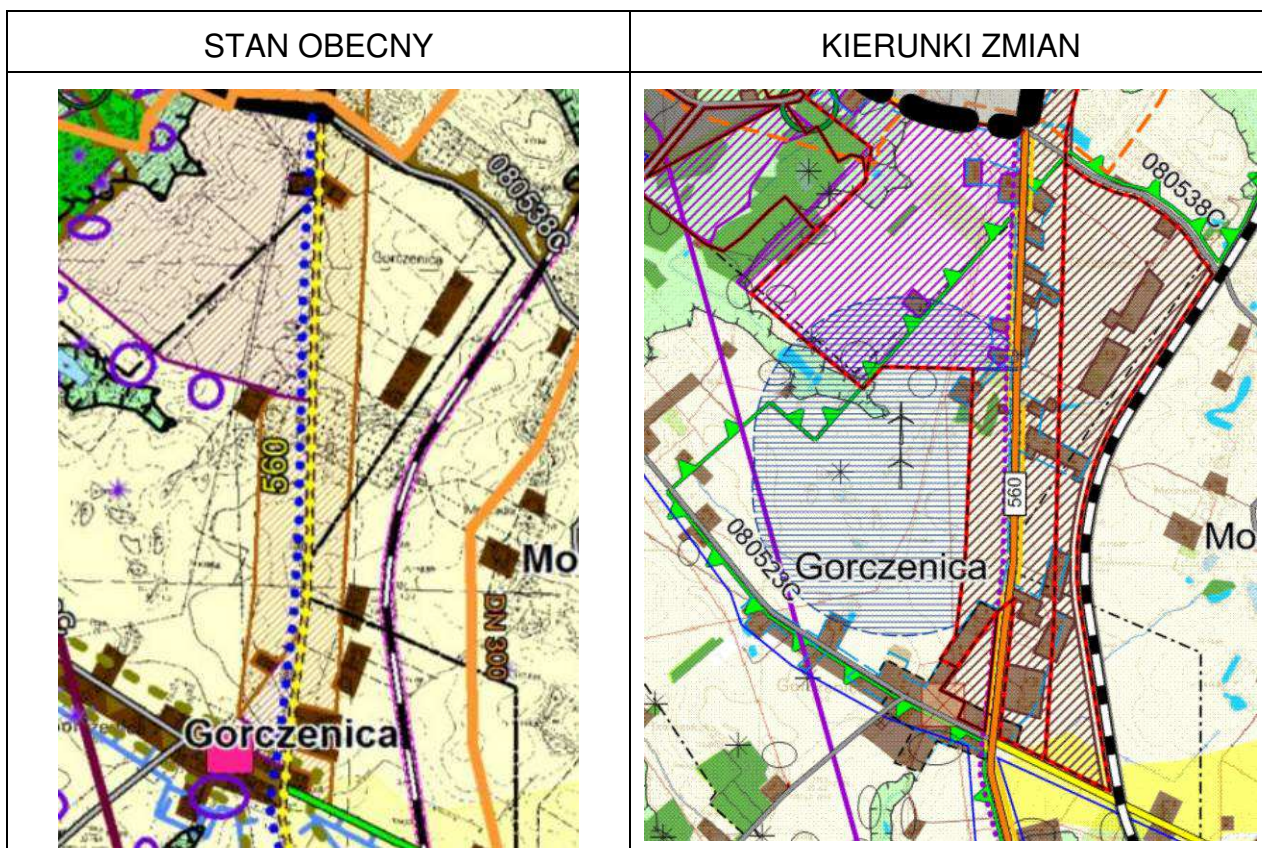 STAN OBECNY
KIERUNKI ZMIAN
080538C
Gorczenica
560
Mo
DN 300
Gorczenica
080538C
560
Mo
080523C
Gorczenica